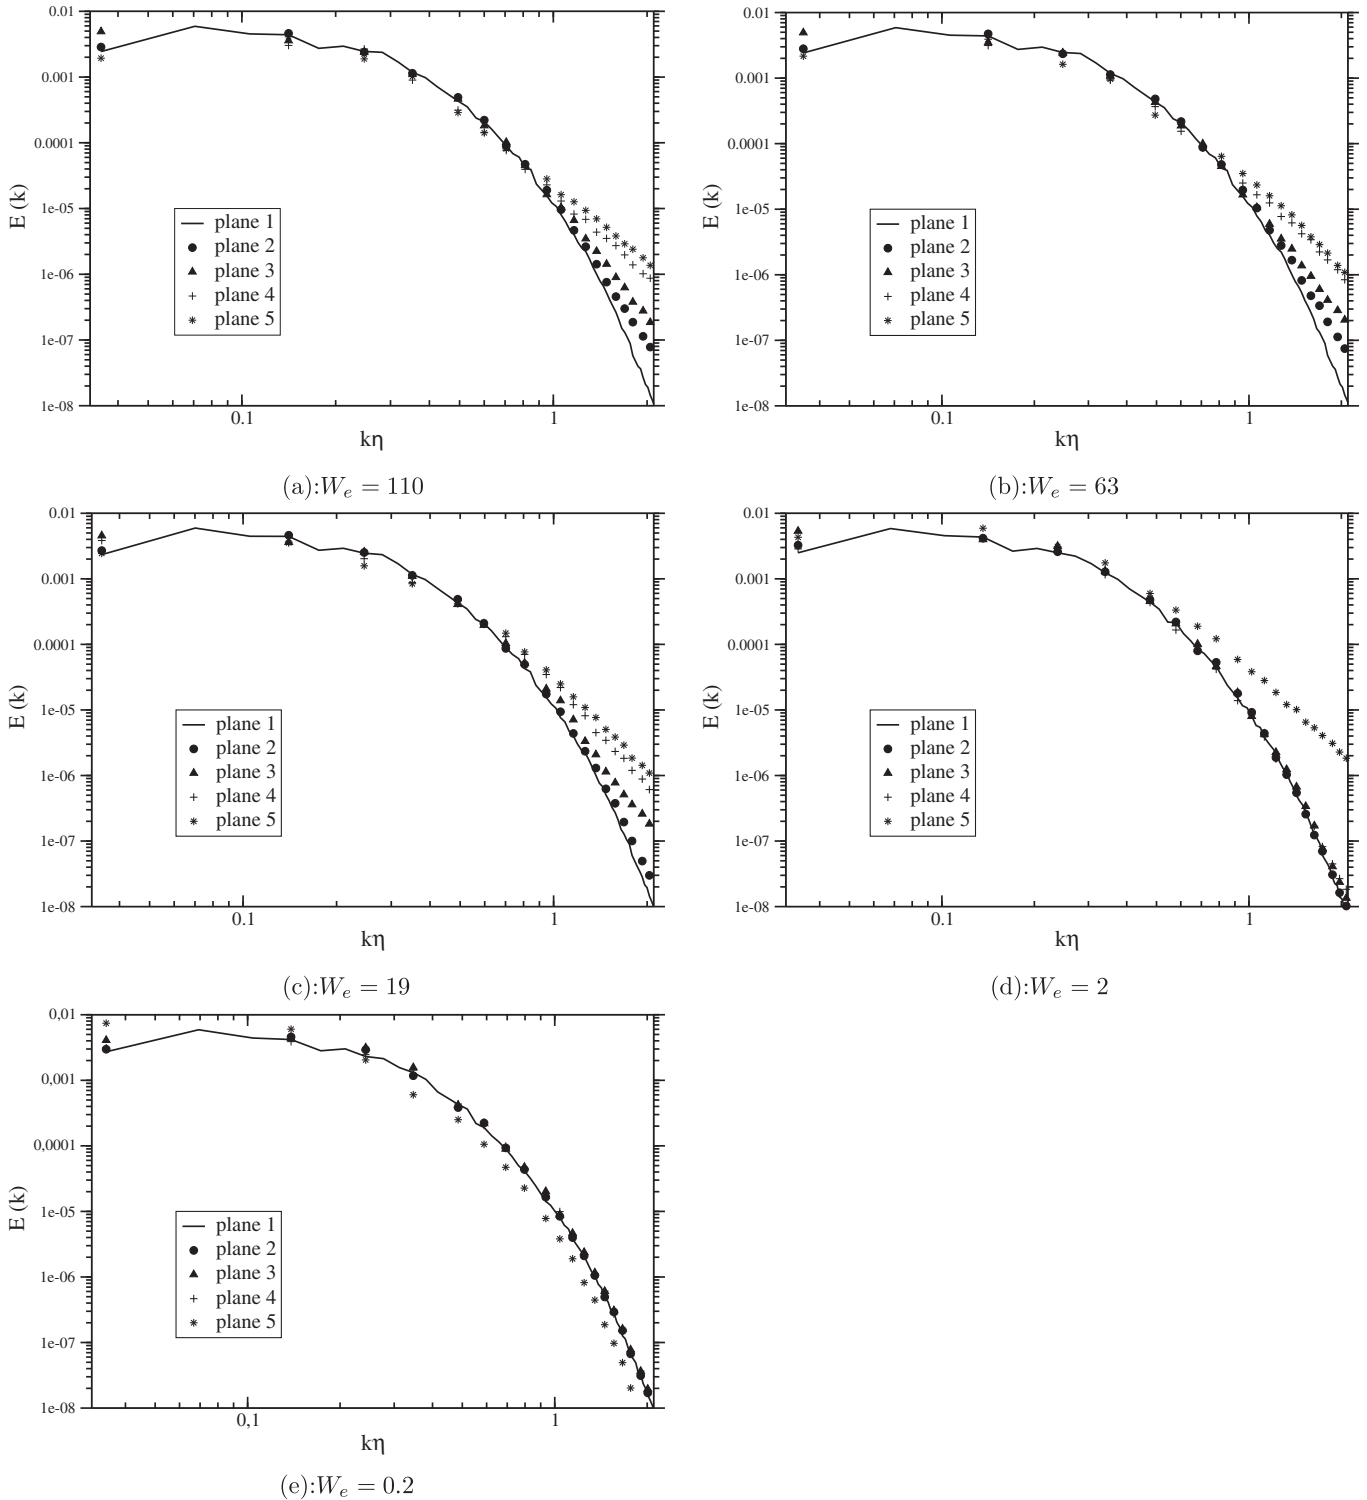 0.01
0.001
0.0001
1e-05
1e-06
1e-07
1e-08
E (k)
plane 1
plane 2
plane 3
plane 4
plane 5
0.1
1
kη
(a):We = 110
0.01
0.001
0.0001
1e-05
1e-06
1e-07
1e-08
E (k)
plane 1
plane 2
plane 3
plane 4
plane 5
0.1
1
kη
(b):We = 63
0.01
0.001
0.0001
1e-05
1e-06
1e-07
1e-08
E (k)
plane 1
plane 2
plane 3
plane 4
plane 5
0.1
1
kη
(c):We = 19
0.01
0.001
0.0001
1e-05
1e-06
1e-07
1e-08
E (k)
plane 1
plane 2
plane 3
plane 4
plane 5
0.1
1
kη
(d):We = 2
0,01
0,001
0,0001
1e-05
1e-06
1e-07
1e-08
E (k)
plane 1
plane 2
plane 3
plane 4
plane 5
0,1
1
kη
(e):We = 0.2